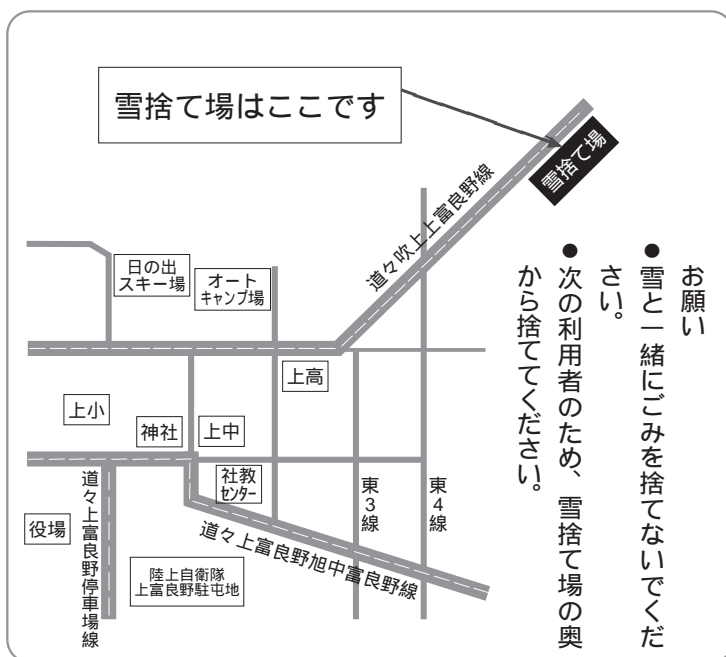 雪捨て場はここです
雪捨て場
道々吹上上富良野線
日の出
スキー場
オート
キャンプ場
上高
上小
神社
上中
社教
センター
東3線
東4線
役場
道々上富良野停車場線
道々上富良野旭中富良野線
陸上自衛隊
上富良野駐屯地
お願い
●雪と一緒にごみを捨てないでくだ
さい。
●次の利用者のため、雪捨て場の奥
から捨ててください。